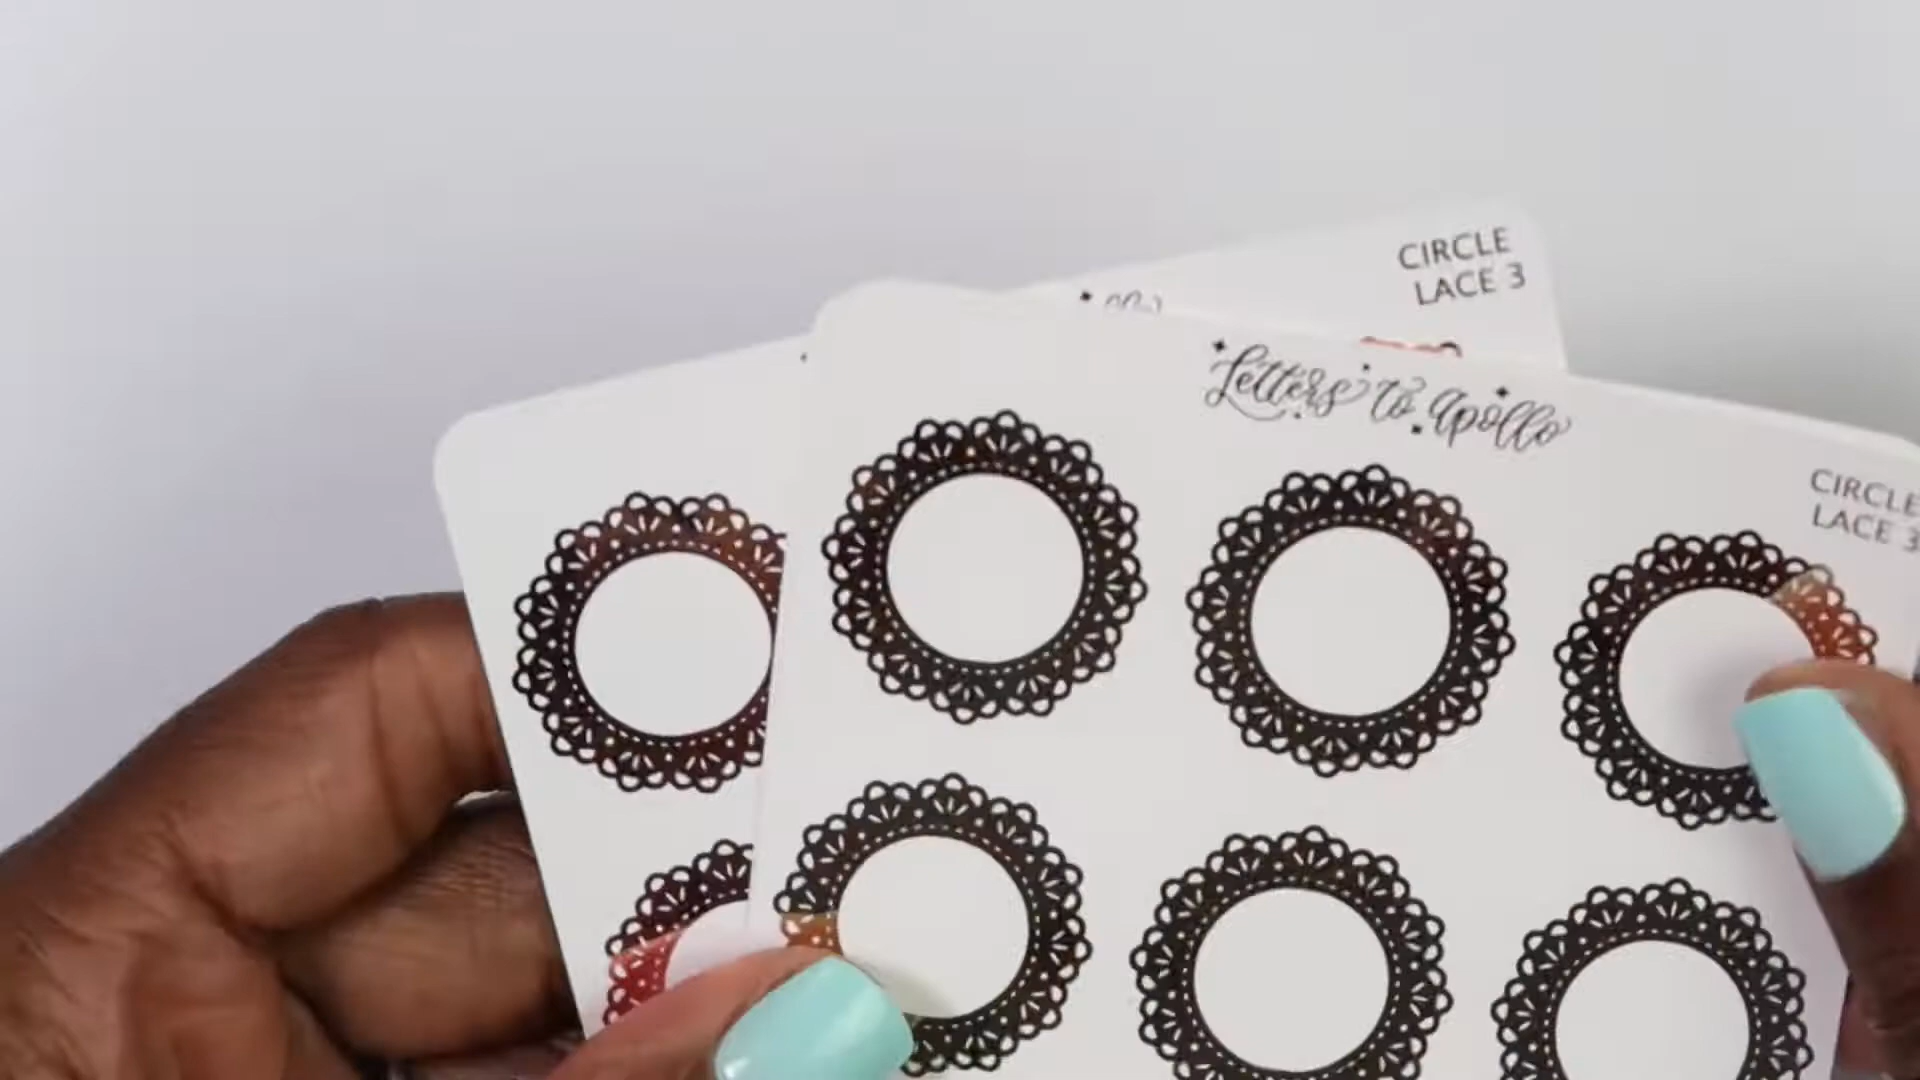 CIRCLE
LACE 3
Letters to Apollo
CIRCLE
LACE 3